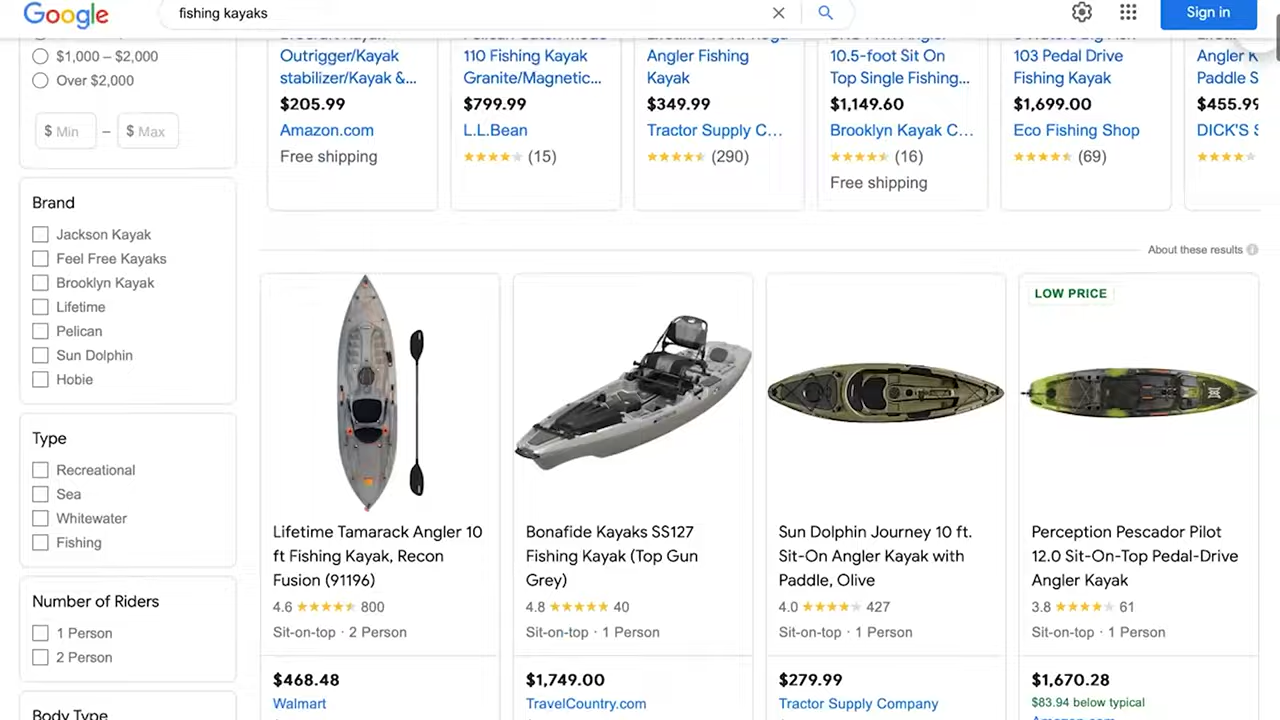 Google
fishing kayaks
Sign in
$1,000 – $2,000
Over $2,000
$ Min – $ Max
Brand
Jackson Kayak
Feel Free Kayaks
Brooklyn Kayak
Lifetime
Pelican
Sun Dolphin
Hobie
Type
Recreational
Sea
Whitewater
Fishing
Number of Riders
1 Person
2 Person
Body Type
Outrigger/Kayak
stabilizer/Kayak &...
$205.99
Amazon.com
Free shipping
110 Fishing Kayak
Granite/Magnetic...
$799.99
L.L.Bean
(15)
Angler Fishing
Kayak
$349.99
Tractor Supply C...
(290)
10.5-foot Sit On
Top Single Fishing...
$1,149.60
Brooklyn Kayak C...
(16)
Free shipping
103 Pedal Drive
Fishing Kayak
$1,699.00
Eco Fishing Shop
(69)
Angler K
Paddle S
$455.99
DICK'S S
About these results
Lifetime Tamarack Angler 10
ft Fishing Kayak, Recon
Fusion (91196)
4.6 800
Sit-on-top · 2 Person
$468.48
Walmart
Bonafide Kayaks SS127
Fishing Kayak (Top Gun
Grey)
4.8 40
Sit-on-top · 1 Person
$1,749.00
TravelCountry.com
Sun Dolphin Journey 10 ft.
Sit-On Angler Kayak with
Paddle, Olive
4.0 427
Sit-on-top · 1 Person
$279.99
Tractor Supply Company
LOW PRICE
Perception Pescador Pilot
12.0 Sit-On-Top Pedal-Drive
Angler Kayak
3.8 61
Sit-on-top · 1 Person
$1,670.28
$83.94 below typical
Amazon.com